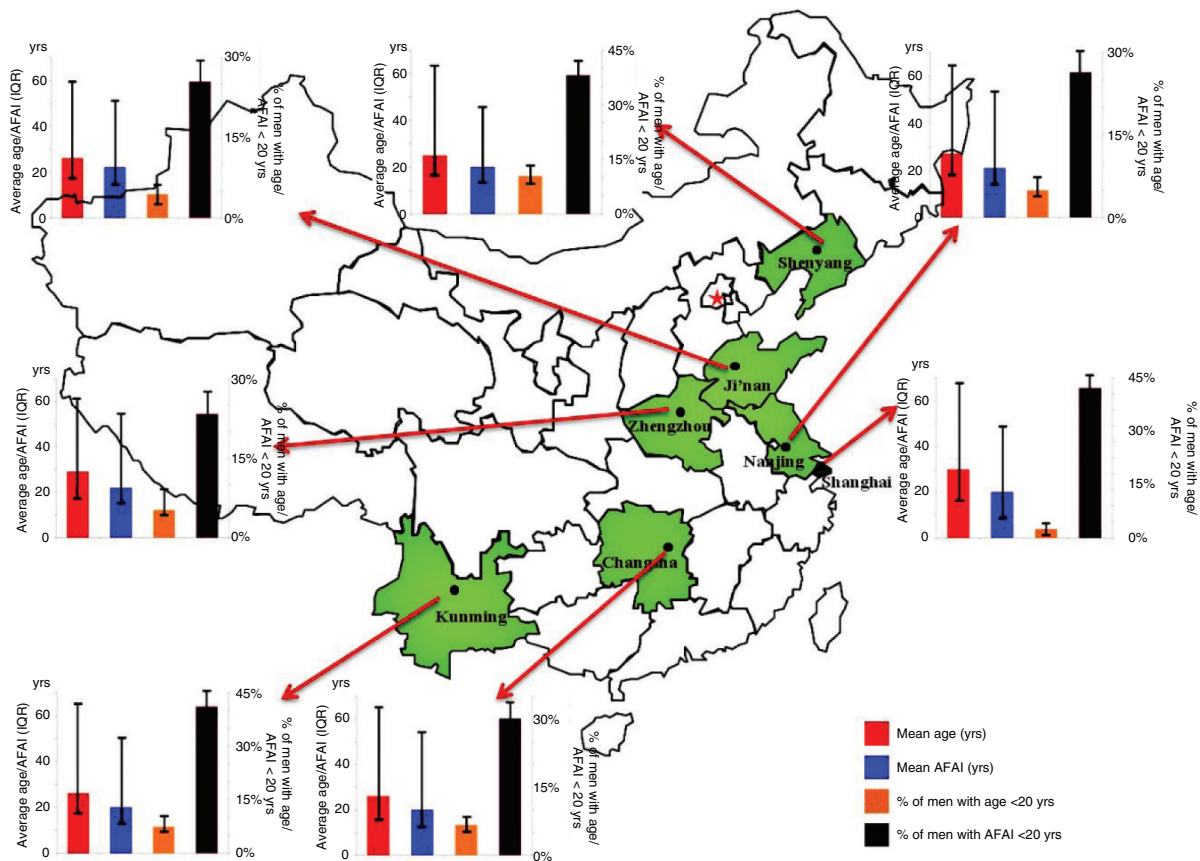 yrs
60
40
20
0
Average age/AFAI (IQR)
30%
15%
0%
% of men with age/
AFAI < 20 yrs
yrs
60
40
20
0
Average age/AFAI (IQR)
45%
30%
15%
0%
% of men with age/
AFAI < 20 yrs
yrs
60
40
20
0
Average age/AFAI (IQR)
30%
15%
0%
% of men with age/
AFAI < 20 yrs
Shenyang
Ji'nan
Zhengzhou
Nanjing
Shanghai
Changsha
Kunming
yrs
60
40
20
0
Average age/AFAI (IQR)
30%
15%
0%
% of men with age/
AFAI < 20 yrs
yrs
60
40
20
0
Average age/AFAI (IQR)
45%
30%
15%
0%
% of men with age/
AFAI < 20 yrs
yrs
60
40
20
0
Average age/AFAI (IQR)
45%
30%
15%
0%
% of men with age/
AFAI < 20 yrs
yrs
60
40
20
0
Average age/AFAI (IQR)
30%
15%
0%
% of men with age/
AFAI < 20 yrs
Mean age (yrs)
Mean AFAI (yrs)
% of men with age <20 yrs
% of men with AFAI <20 yrs